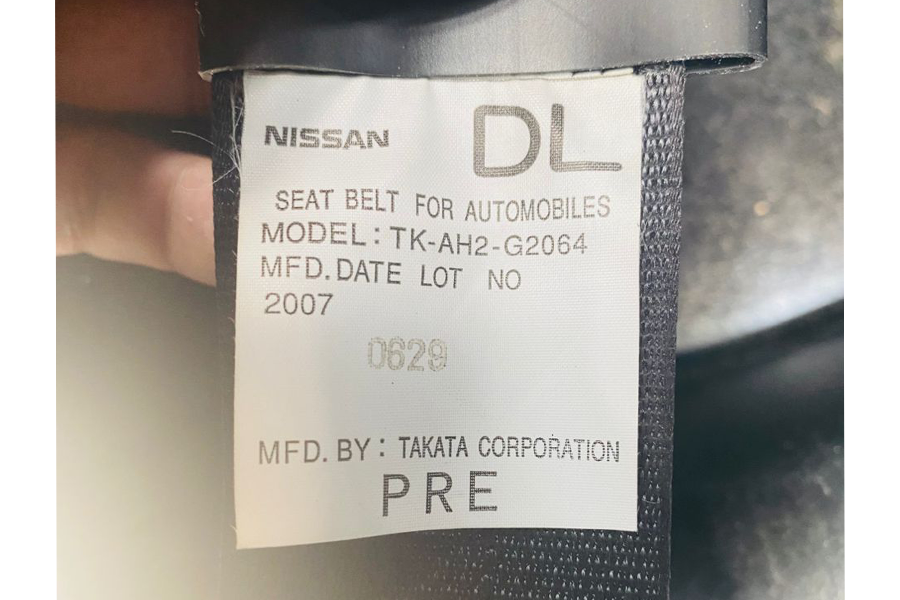 NISSAN DL
SEAT BELT FOR AUTOMOBILES
MODEL: TK-AH2-G2064
MFD.DATE LOT NO
2007
0629
MFD.BY: TAKATA CORPORATION
PRE